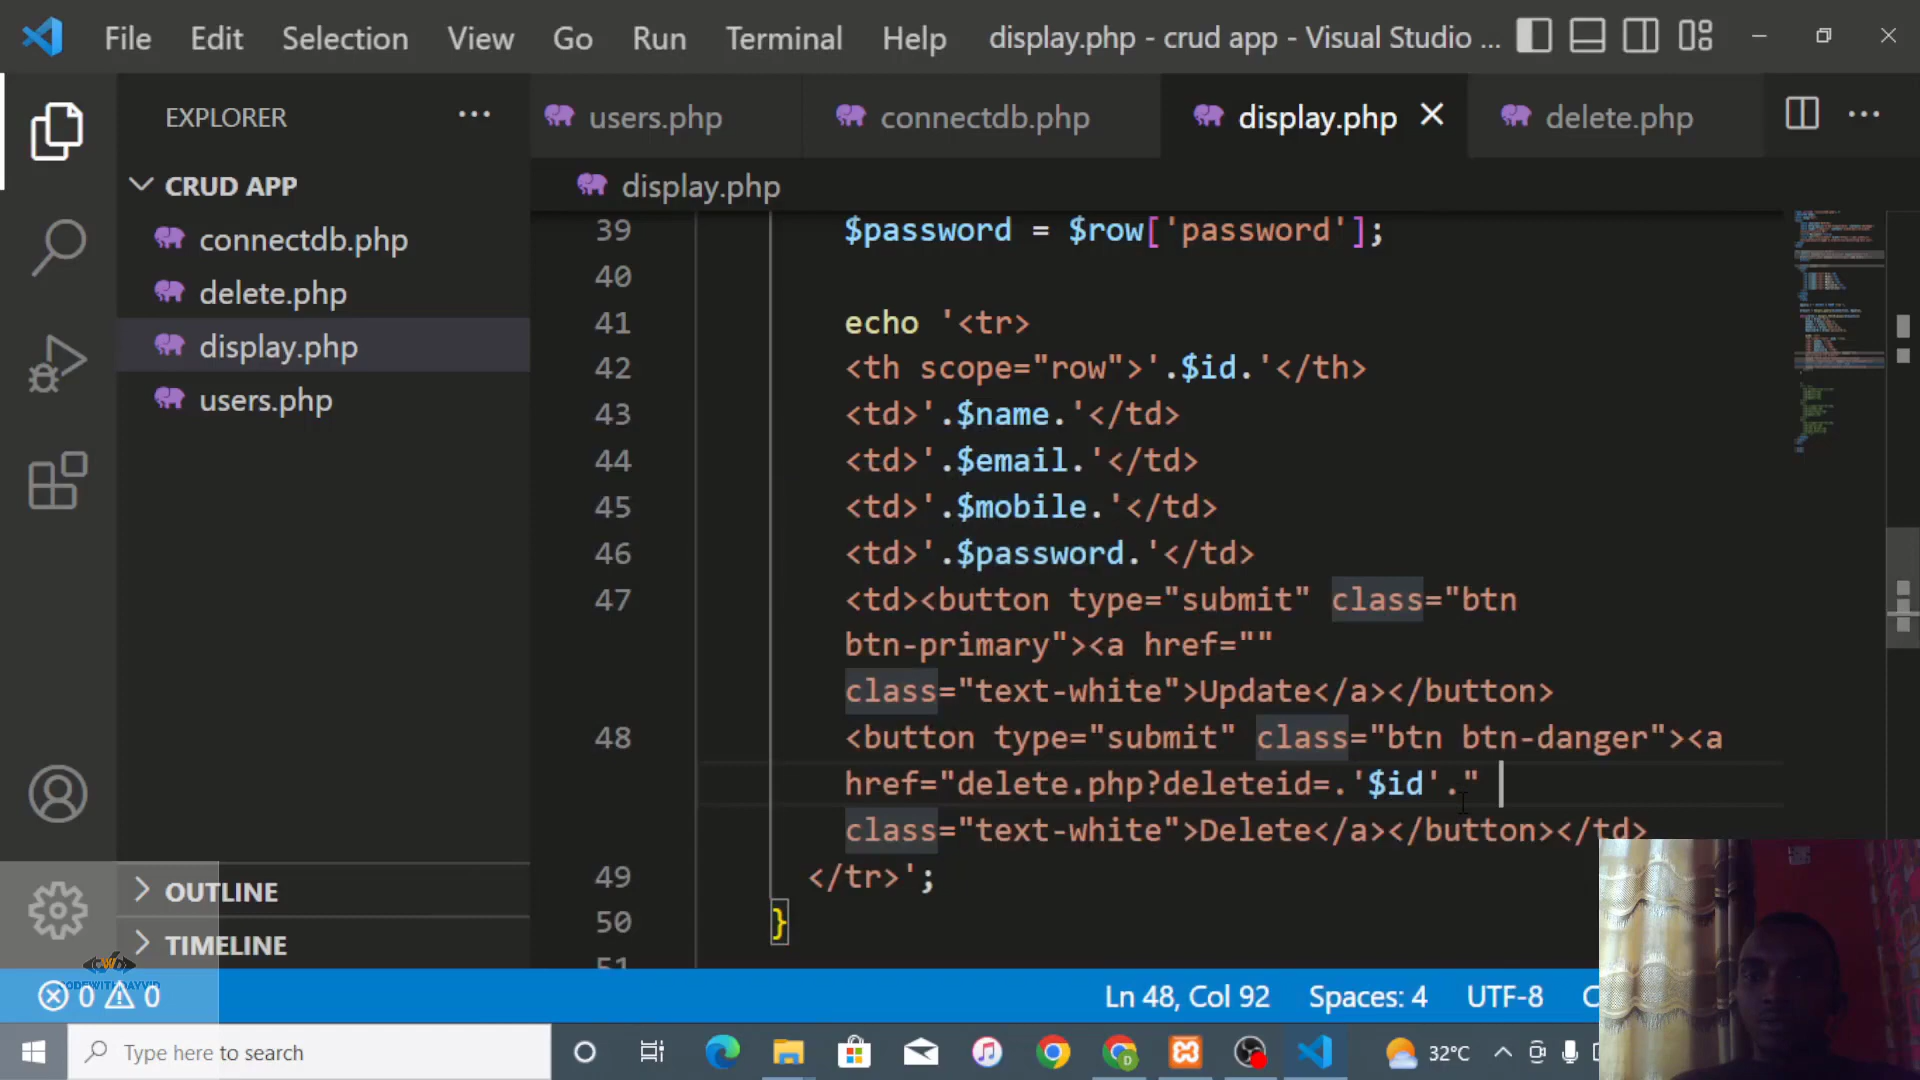 File Edit Selection View Go Run Terminal Help display.php - crud app - Visual Studio ...
EXPLORER
users.php connectdb.php display.php delete.php
CRUD APP
connectdb.php
delete.php
display.php
users.php
OUTLINE
TIMELINE
display.php
39 $password = $row['password'];
40
41 echo '<tr>
42 <th scope="row">'.$id.'</th>
43 <td>'.$name.'</td>
44 <td>'.$email.'</td>
45 <td>'.$mobile.'</td>
46 <td>'.$password.'</td>
47 <td><button type="submit" class="btn
btn-primary"><a href=""
class="text-white">Update</a></button>
48 <button type="submit" class="btn btn-danger"><a
href="delete.php?deleteid=.'$id'."
class="text-white">Delete</a></button></td>
49 </tr>';
50 }
51
CODEWITHDAYVID
0 0 Ln 48, Col 92 Spaces: 4 UTF-8
Type here to search 32°C